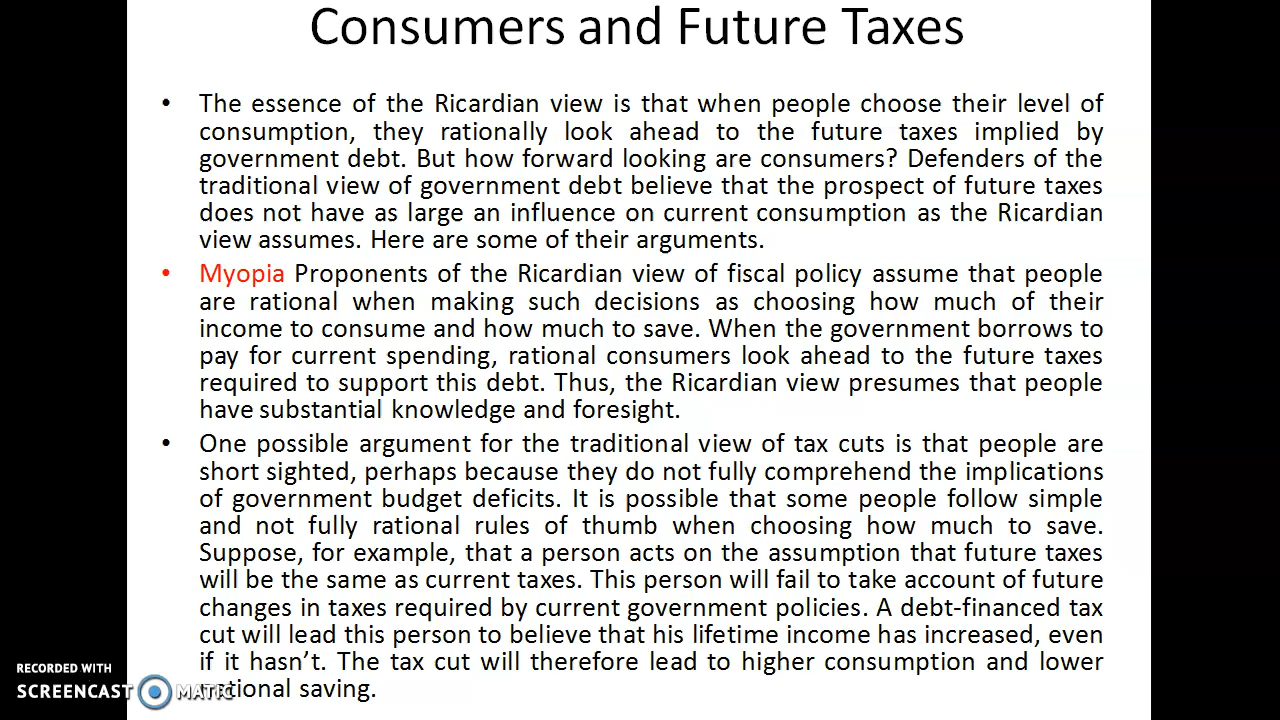 Consumers and Future Taxes
• The essence of the Ricardian view is that when people choose their level of
consumption, they rationally look ahead to the future taxes implied by
government debt. But how forward looking are consumers? Defenders of the
traditional view of government debt believe that the prospect of future taxes
does not have as large an influence on current consumption as the Ricardian
view assumes. Here are some of their arguments.
• Myopia Proponents of the Ricardian view of fiscal policy assume that people
are rational when making such decisions as choosing how much of their
income to consume and how much to save. When the government borrows to
pay for current spending, rational consumers look ahead to the future taxes
required to support this debt. Thus, the Ricardian view presumes that people
have substantial knowledge and foresight.
• One possible argument for the traditional view of tax cuts is that people are
short sighted, perhaps because they do not fully comprehend the implications
of government budget deficits. It is possible that some people follow simple
and not fully rational rules of thumb when choosing how much to save.
Suppose, for example, that a person acts on the assumption that future taxes
will be the same as current taxes. This person will fail to take account of future
changes in taxes required by current government policies. A debt-financed tax
cut will lead this person to believe that his lifetime income has increased, even
if it hasn't. The tax cut will therefore lead to higher consumption and lower
saving.
RECORDED WITH
SCREENCAST MATIC